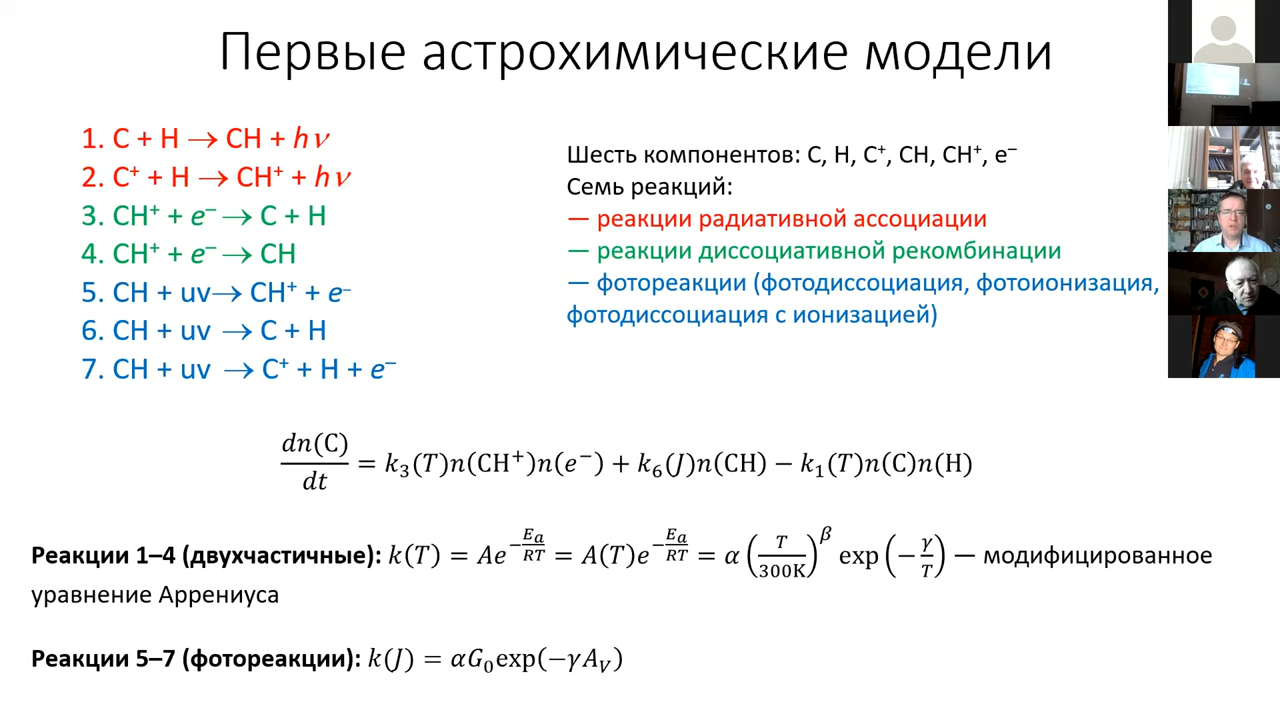 Первые астрохимические модели
1. C + H → CH + hν
2. C⁺ + H → CH⁺ + hν
3. CH⁺ + e⁻ → C + H
4. CH⁺ + e⁻ → CH
5. CH + uv → CH⁺ + e⁻
6. CH + uv → C + H
7. CH + uv → C⁺ + H + e⁻
Шесть компонентов: C, H, C⁺, CH, CH⁺, e⁻
Семь реакций:
— реакции радиативной ассоциации
— реакции диссоциативной рекомбинации
— фотореакции (фотодиссоциация, фотоионизация,
фотодиссоциация с ионизацией)
dn(C)/dt = k₃(T)n(CH⁺)n(e⁻) + k₆(J)n(CH) − k₁(T)n(C)n(H)
Реакции 1–4 (двухчастичные): k(T) = Ae^(−Eₐ/RT) = A(T)e^(−Eₐ/RT) = α(T/300K)^β exp(−γ/T) — модифицированное
уравнение Аррениуса
Реакции 5–7 (фотореакции): k(J) = αG₀exp(−γA_V)